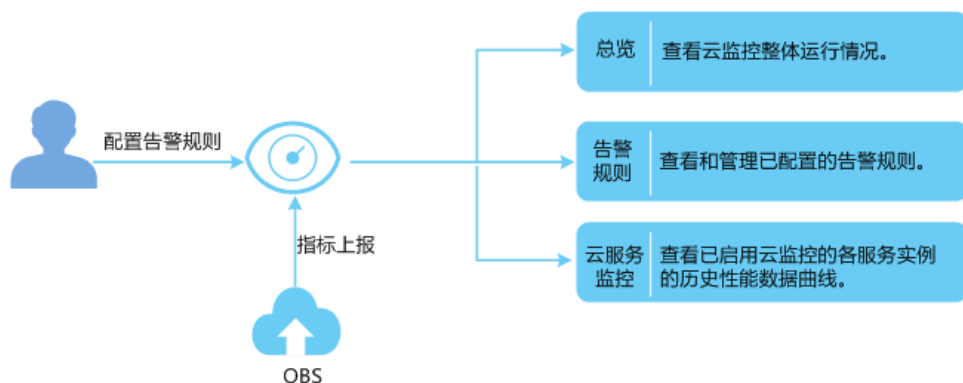 总览
查看云监控整体运行情况。
配置告警规则
告警
规则
查看和管理已配置的告警规则。
指标上报
云服务
监控
查看已启用云监控的各服务实例
的历史性能数据曲线。
OBS